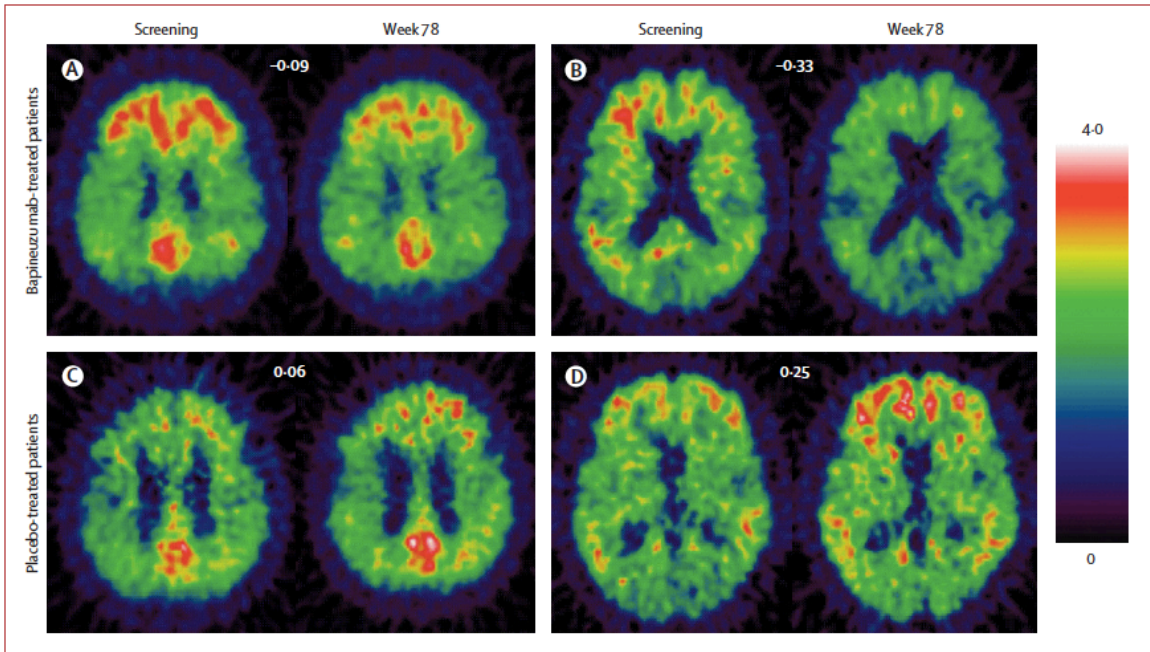 Screening
Week 78
Screening
Week 78
Bapineuzumab-treated patients
A
–0·09
B
–0·33
4·0
Placebo-treated patients
C
0·06
D
0·25
0